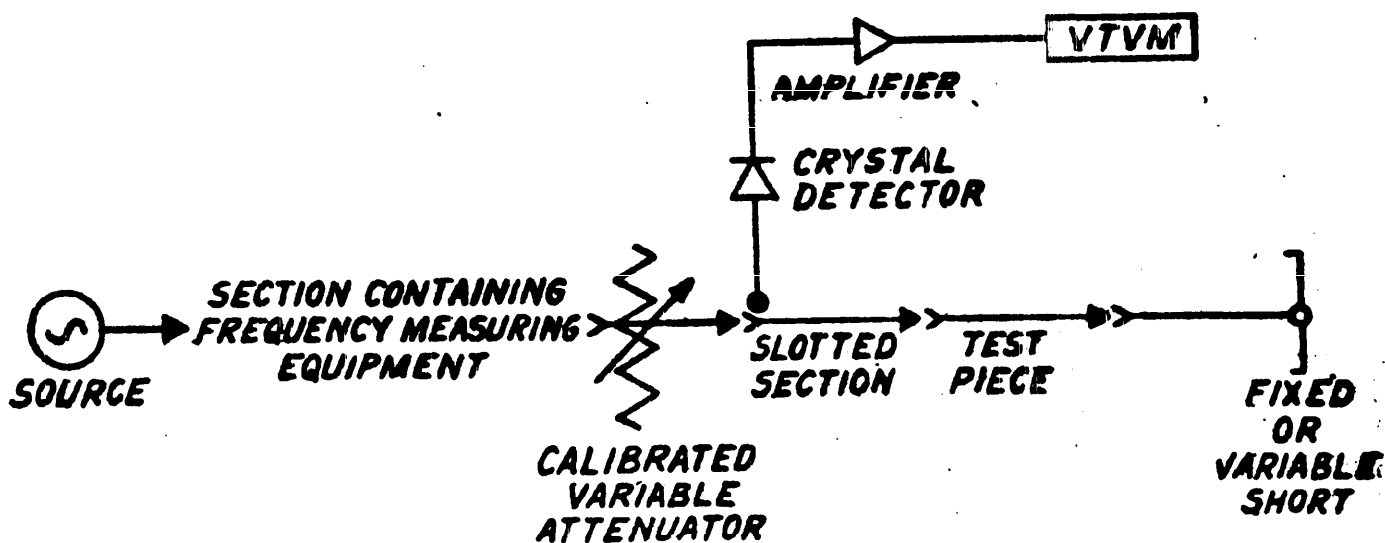 VTVM
AMPLIFIER
CRYSTAL
DETECTOR
SECTION CONTAINING
FREQUENCY MEASURING
EQUIPMENT
SOURCE
SLOTTED
SECTION
TEST
PIECE
FIXED
OR
VARIABLE
SHORT
CALIBRATED
VARIABLE
ATTENUATOR